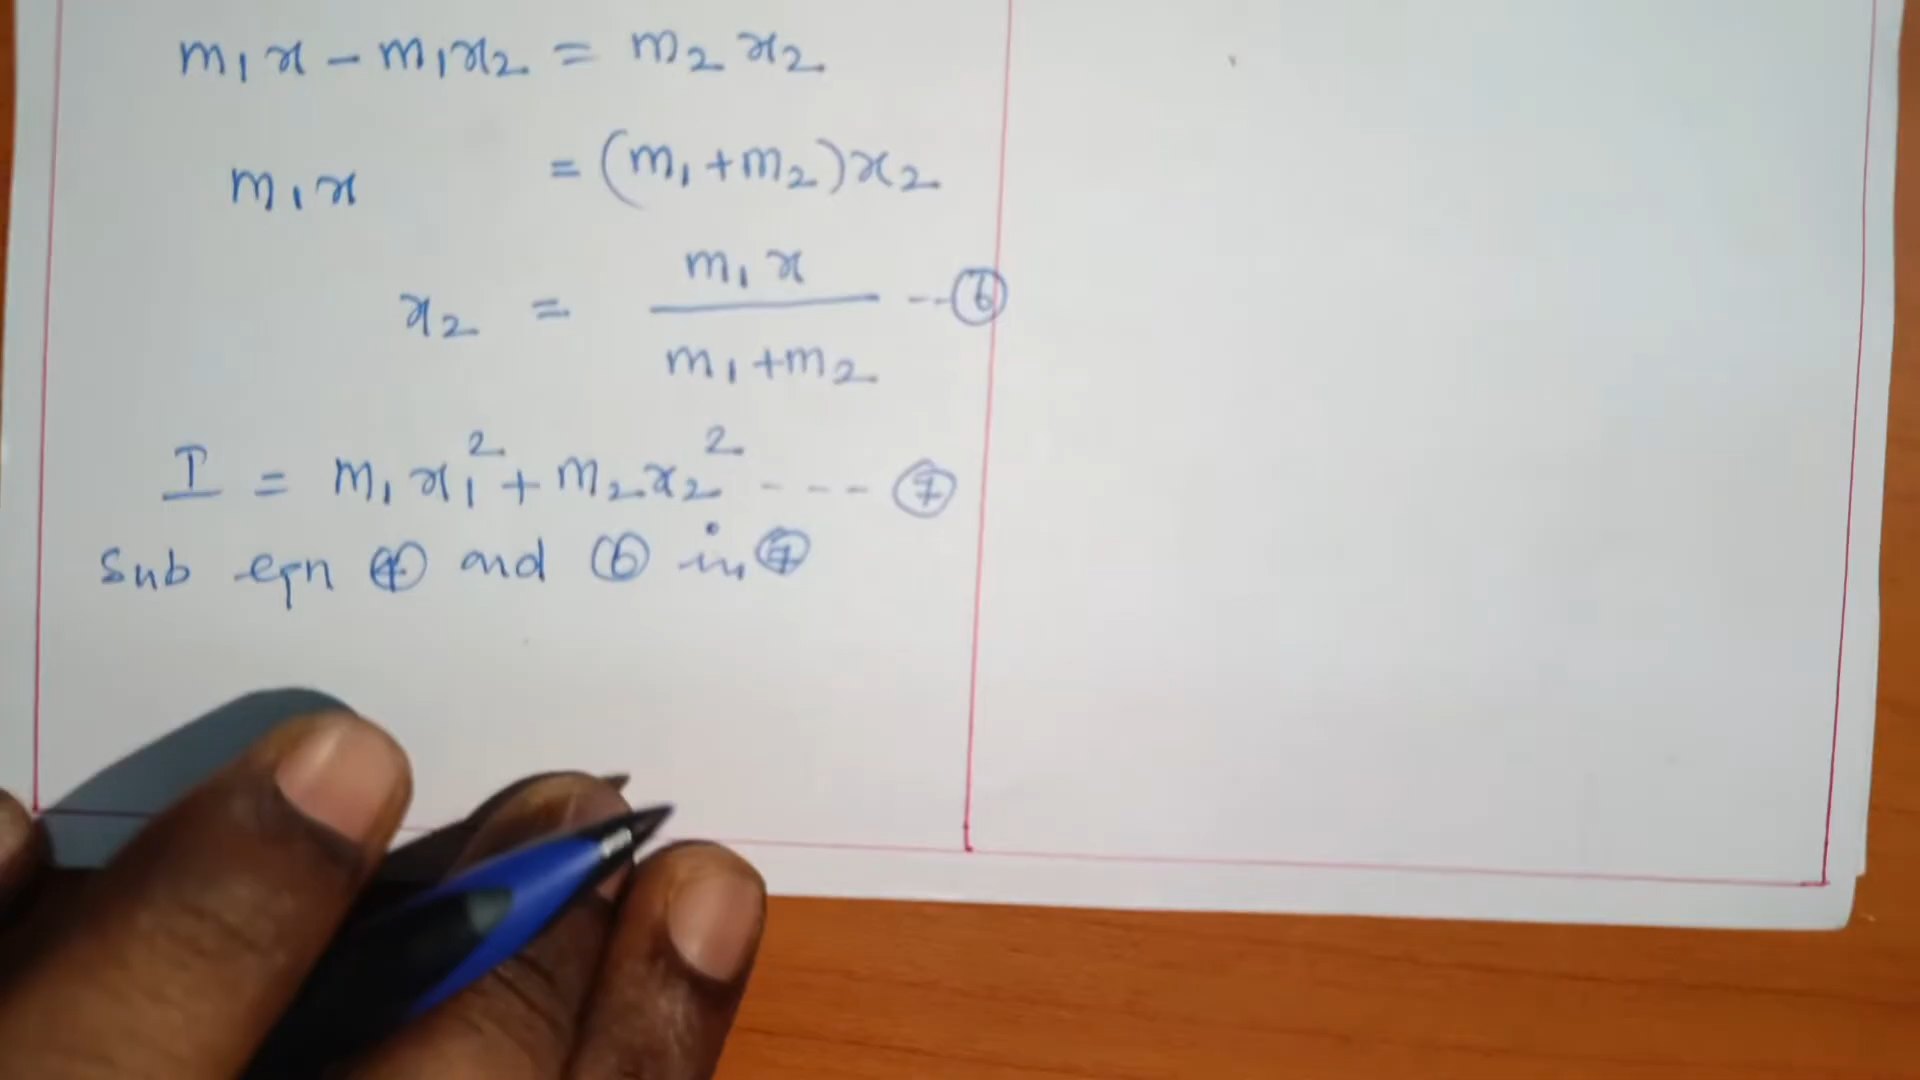 m₁x - m₁x₂ = m₂x₂
m₁x = (m₁+m₂)x₂
x₂ = m₁x / m₁+m₂ --⑥
I = m₁x₁² + m₂x₂² ---- ⑦
Sub eqn ④ and ⑥ in ⑦